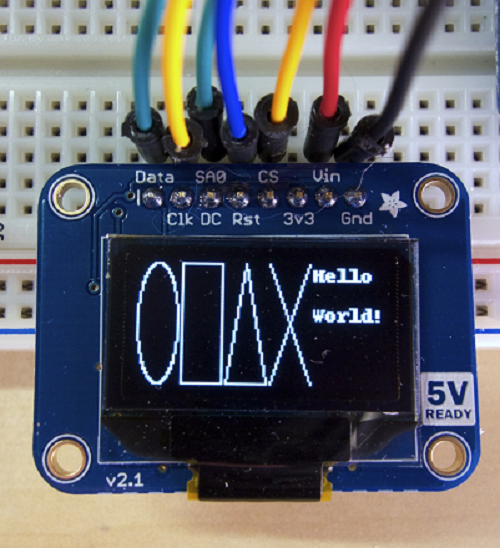 Data SA0 CS Vin
Clk DC Rst 3v3 Gnd
Hello
World!
5V
READY
v2.1